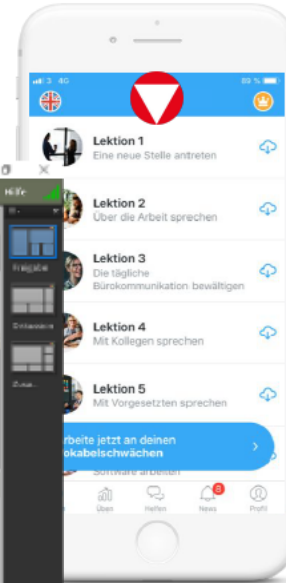 3 4G
89 %
Lektion 1
Eine neue Stelle antreten
Hilfe
Lektion 2
Über die Arbeit sprechen
Freigabe
Lektion 3
Die tägliche
Bürokommunikation bewältigen
Lektion 4
Mit Kollegen sprechen
Lektion 5
Mit Vorgesetzten sprechen
rbeite jetzt an deinen
okabelschwächen
Software arbeiten
8
Üben
Helfen
News
Profil